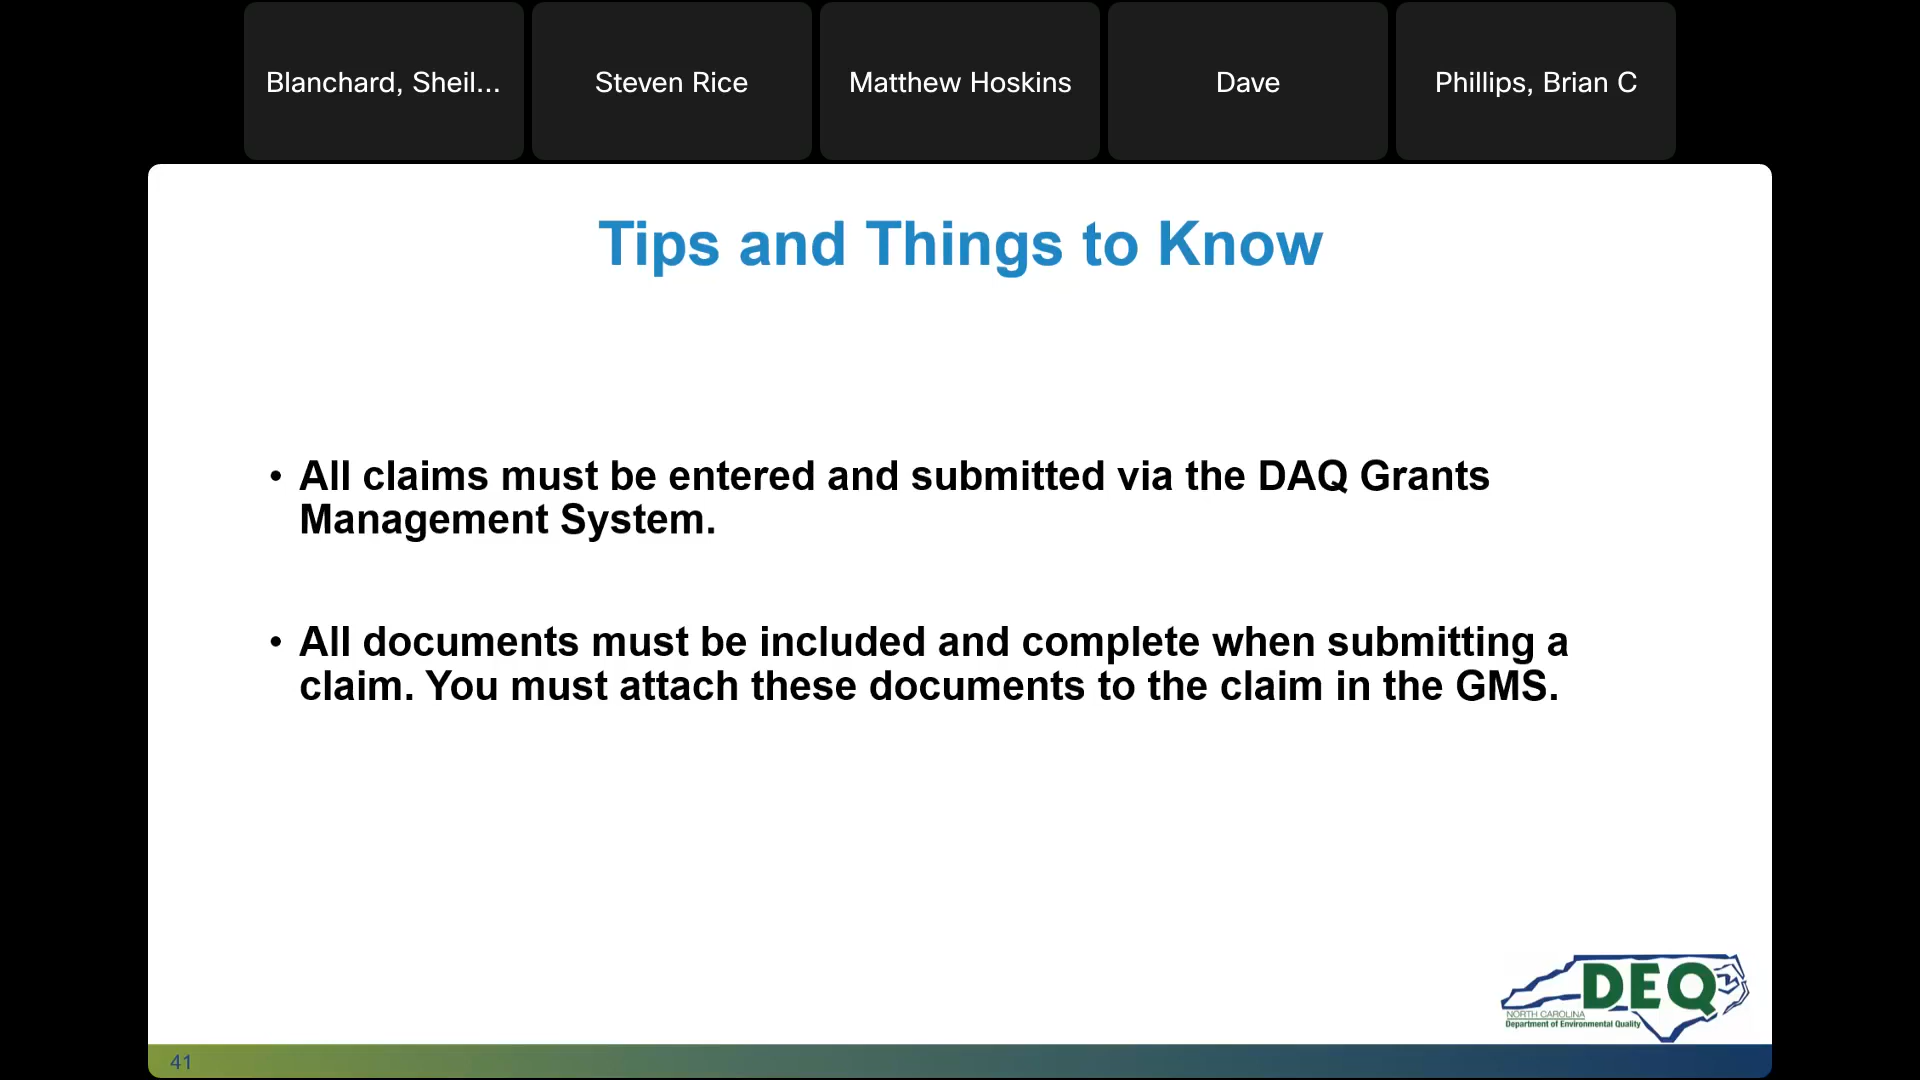 Blanchard, Sheil...
Steven Rice
Matthew Hoskins
Dave
Phillips, Brian C
Tips and Things to Know
• All claims must be entered and submitted via the DAQ Grants
Management System.
• All documents must be included and complete when submitting a
claim. You must attach these documents to the claim in the GMS.
DEQ
NORTH CAROLINA
Department of Environmental Quality
41